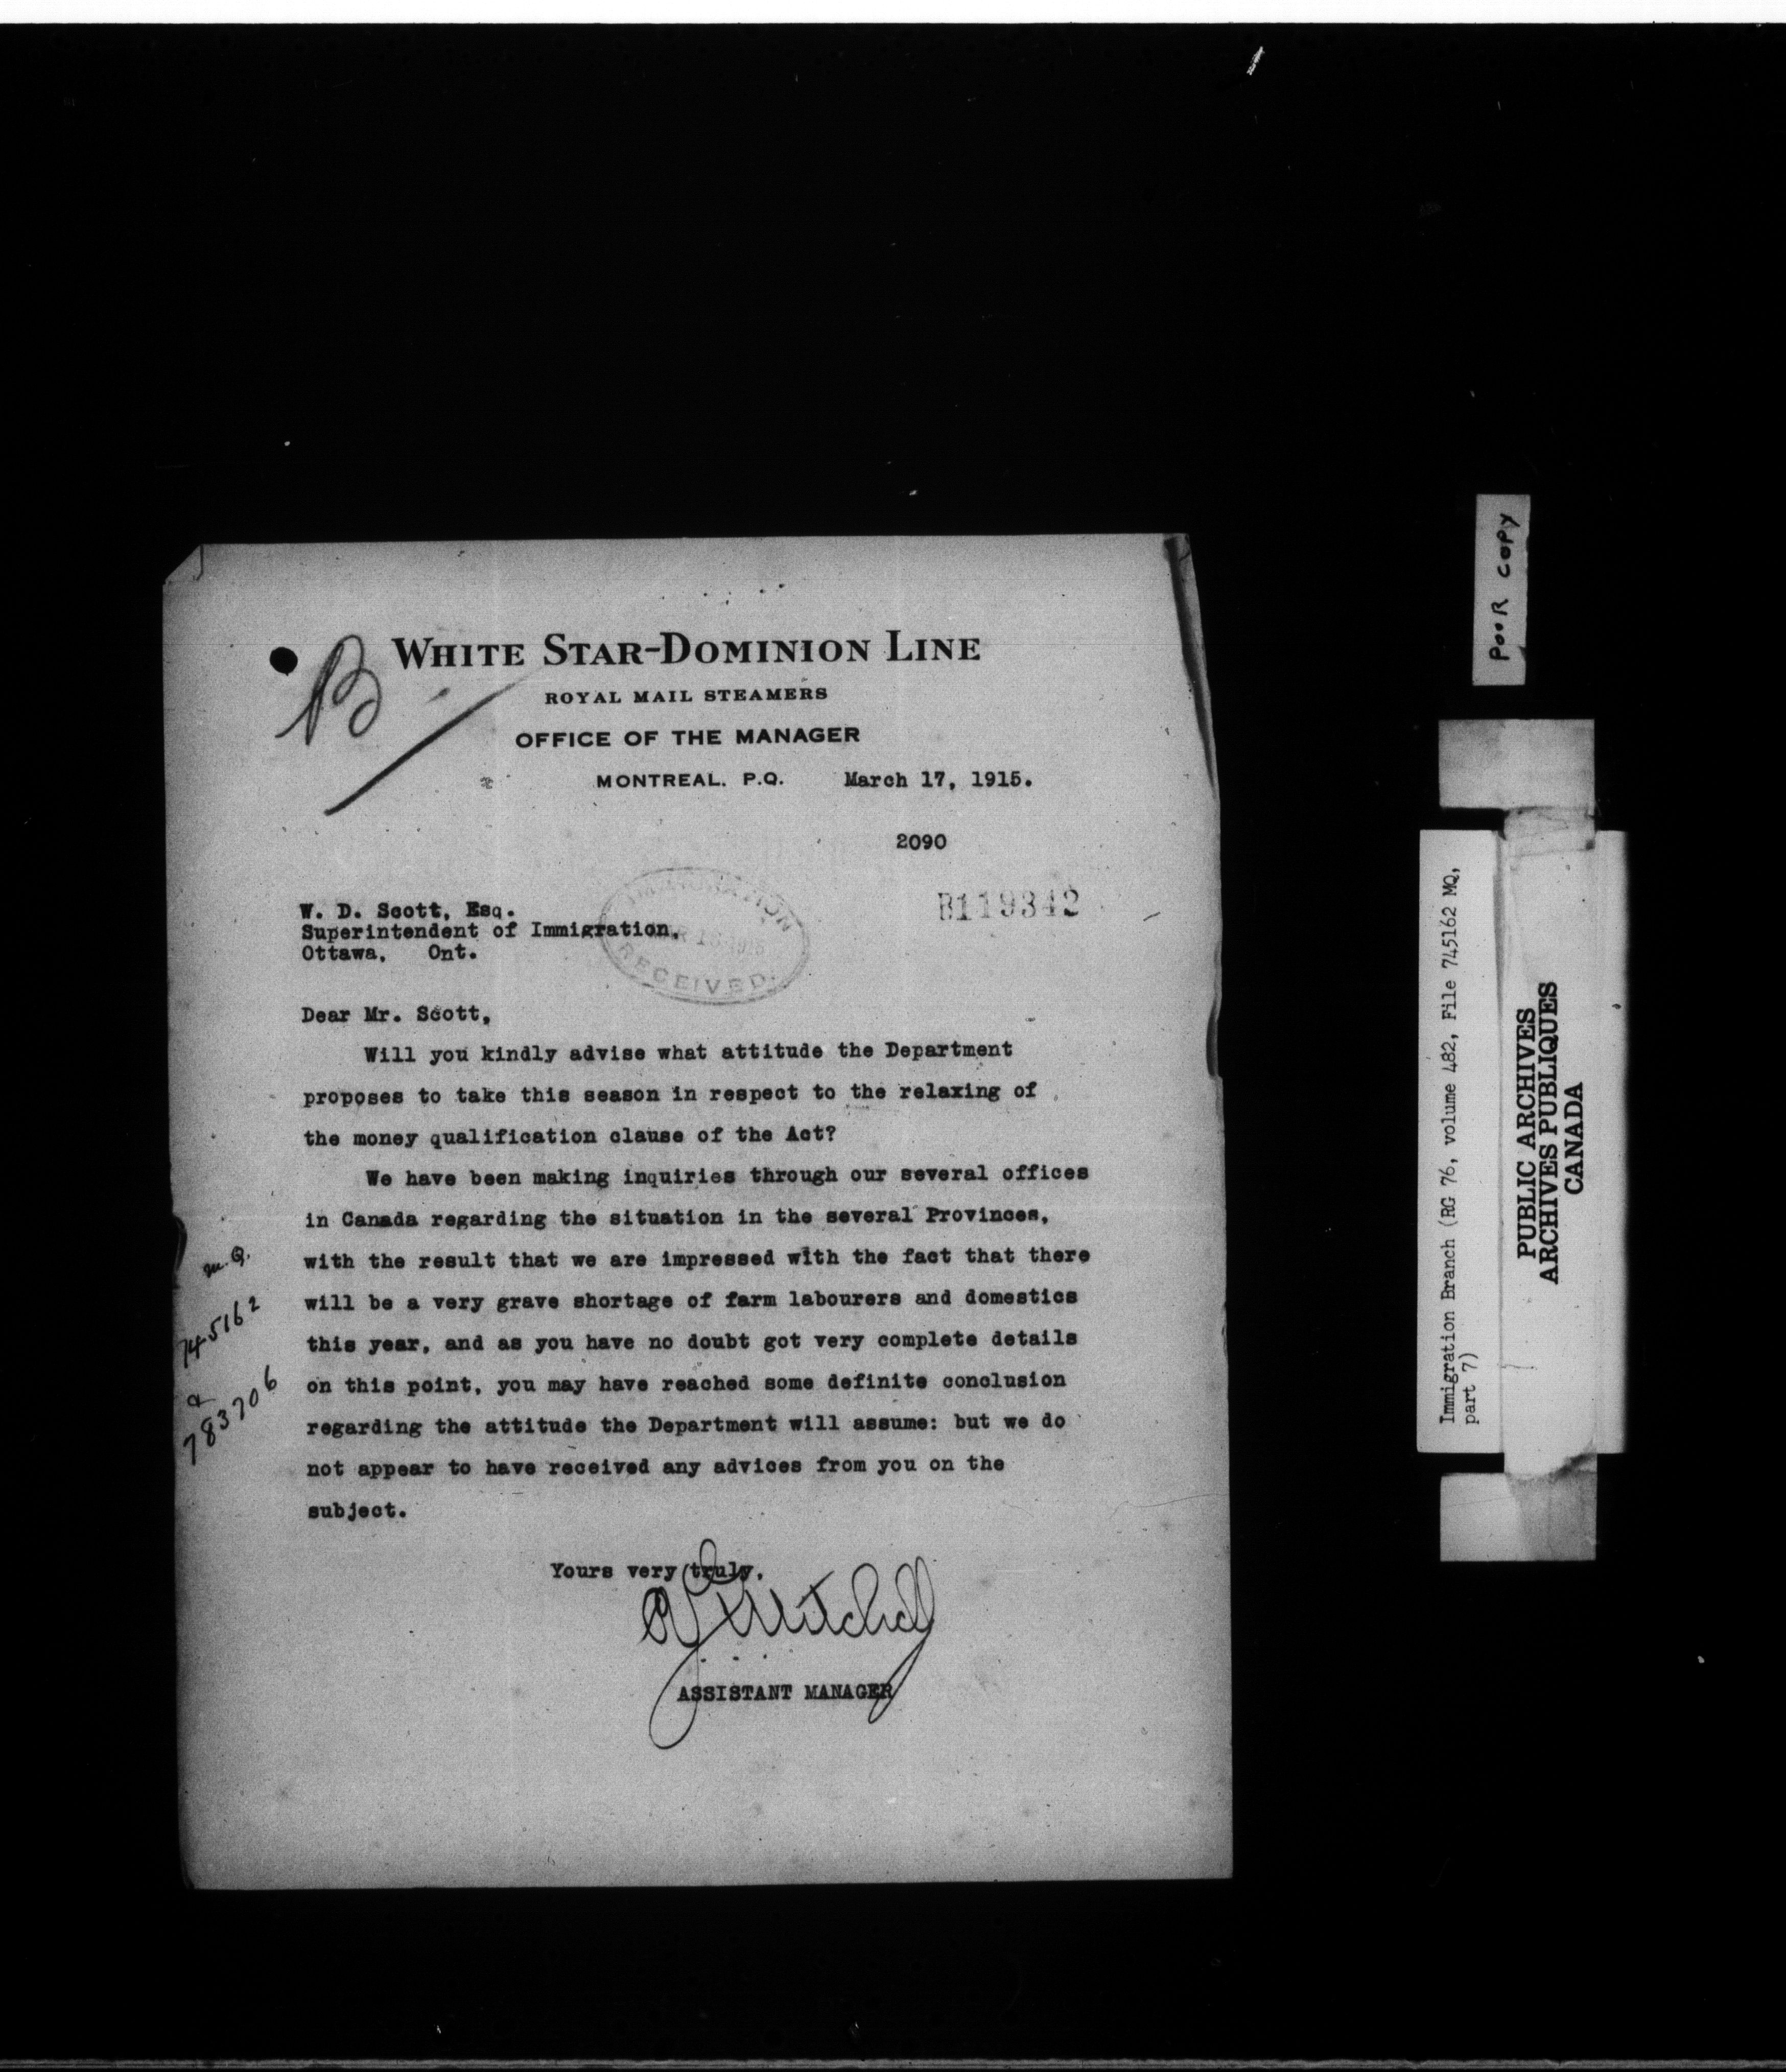 B
WHITE STAR-DOMINION LINE
ROYAL MAIL STEAMERS
OFFICE OF THE MANAGER
MONTREAL. P.Q. March 17, 1915.
2090
B119342
W. D. Scott, Esq.
Superintendent of Immigration,
Ottawa, Ont.
IMMIGRATION
RECEIVED
Dear Mr. Scott,
Will you kindly advise what attitude the Department
proposes to take this season in respect to the relaxing of
the money qualification clause of the Act?
We have been making inquiries through our several offices
in Canada regarding the situation in the several Provinces,
with the result that we are impressed with the fact that there
will be a very grave shortage of farm labourers and domestics
this year, and as you have no doubt got very complete details
on this point, you may have reached some definite conclusion
regarding the attitude the Department will assume: but we do
not appear to have received any advices from you on the
subject.
M.Q.
745162
&
783706
Yours very truly,
Mitchell
ASSISTANT MANAGER
POOR COPY
Immigration Branch (RG 76, volume 482, File 745162 MQ,
part 7)
PUBLIC ARCHIVES
ARCHIVES PUBLIQUES
CANADA